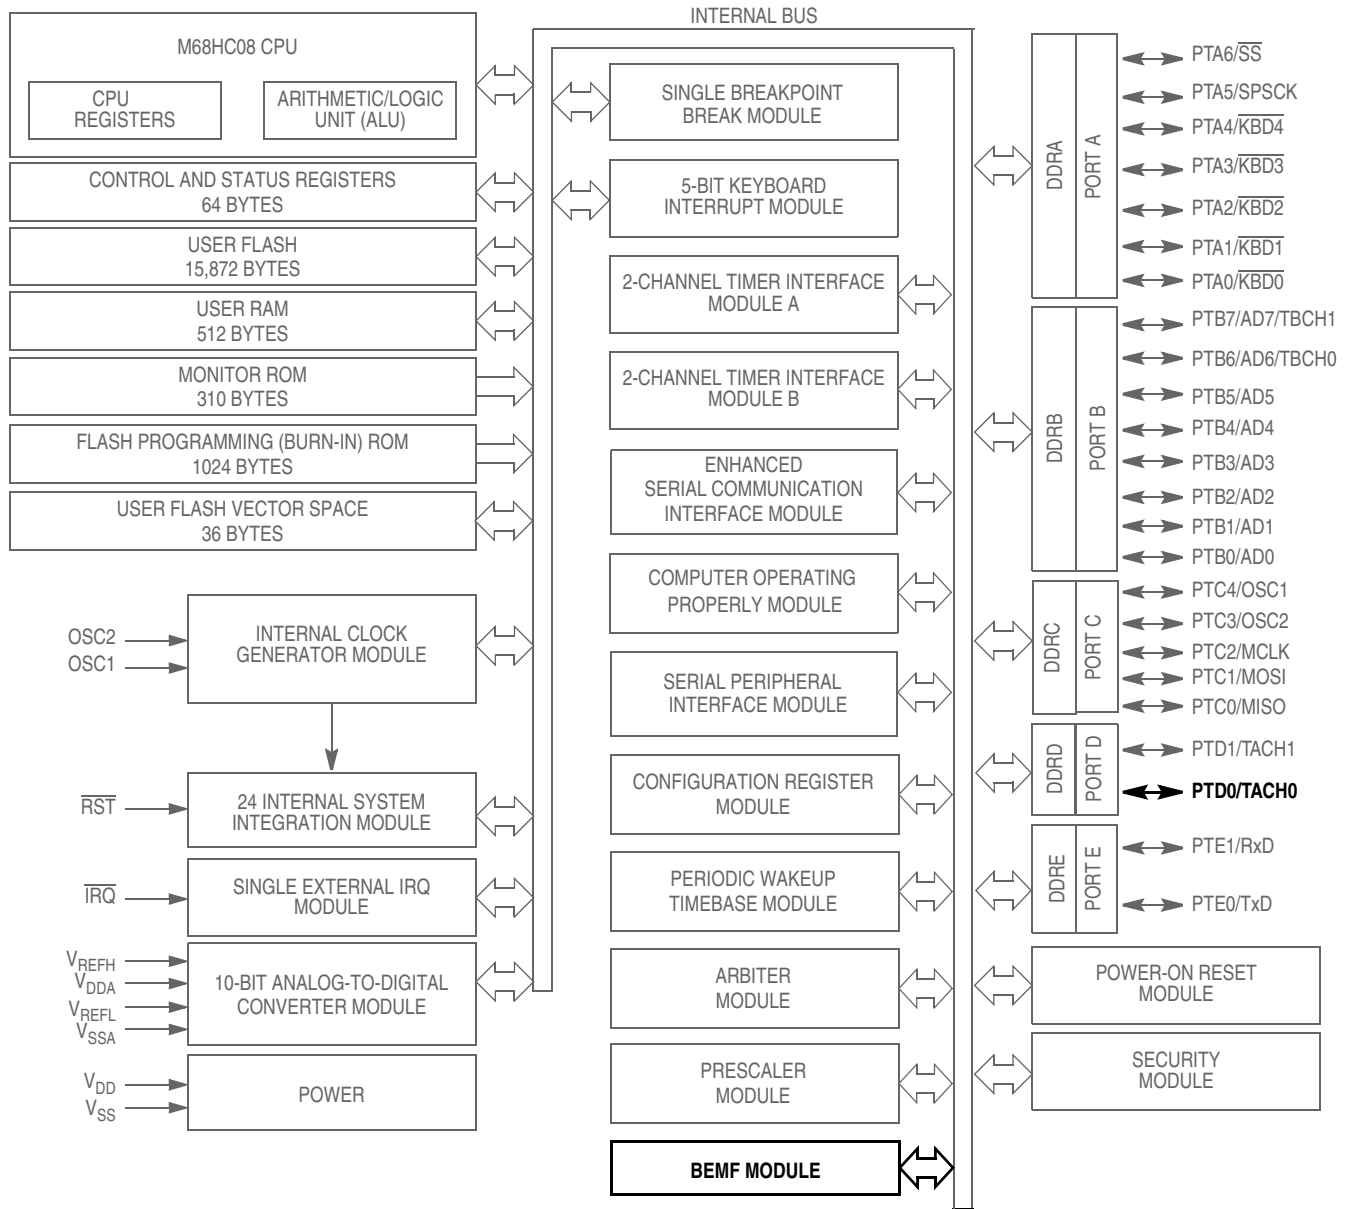 INTERNAL BUS
M68HC08 CPU
CPU
REGISTERS
ARITHMETIC/LOGIC
UNIT (ALU)
CONTROL AND STATUS REGISTERS
64 BYTES
USER FLASH
15,872 BYTES
USER RAM
512 BYTES
MONITOR ROM
310 BYTES
FLASH PROGRAMMING (BURN-IN) ROM
1024 BYTES
USER FLASH VECTOR SPACE
36 BYTES
OSC2
OSC1
INTERNAL CLOCK
GENERATOR MODULE
RST
24 INTERNAL SYSTEM
INTEGRATION MODULE
IRQ
SINGLE EXTERNAL IRQ
MODULE
VREFH
VDDA
VREFL
VSSA
10-BIT ANALOG-TO-DIGITAL
CONVERTER MODULE
VDD
VSS
POWER
SINGLE BREAKPOINT
BREAK MODULE
5-BIT KEYBOARD
INTERRUPT MODULE
2-CHANNEL TIMER INTERFACE
MODULE A
2-CHANNEL TIMER INTERFACE
MODULE B
ENHANCED
SERIAL COMMUNICATION
INTERFACE MODULE
COMPUTER OPERATING
PROPERLY MODULE
SERIAL PERIPHERAL
INTERFACE MODULE
CONFIGURATION REGISTER
MODULE
PERIODIC WAKEUP
TIMEBASE MODULE
ARBITER
MODULE
PRESCALER
MODULE
BEMF MODULE
DDRA
PORT A
PTA6/SS
PTA5/SPSCK
PTA4/KBD4
PTA3/KBD3
PTA2/KBD2
PTA1/KBD1
PTA0/KBD0
DDRB
PORT B
PTB7/AD7/TBCH1
PTB6/AD6/TBCH0
PTB5/AD5
PTB4/AD4
PTB3/AD3
PTB2/AD2
PTB1/AD1
PTB0/AD0
DDRC
PORT C
PTC4/OSC1
PTC3/OSC2
PTC2/MCLK
PTC1/MOSI
PTC0/MISO
DDRD
PORT D
PTD1/TACH1
PTD0/TACH0
DDRE
PORT E
PTE1/RxD
PTE0/TxD
POWER-ON RESET
MODULE
SECURITY
MODULE